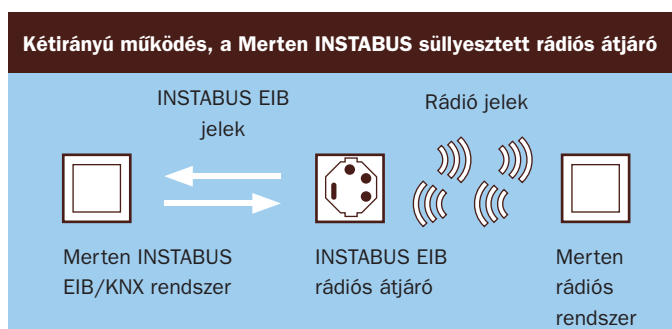 Kétirányú működés, a Merten INSTABUS süllyesztett rádiós átjáró
INSTABUS EIB
jelek
Rádió jelek
Merten INSTABUS
EIB/KNX rendszer
INSTABUS EIB
rádiós átjáró
Merten
rádiós
rendszer